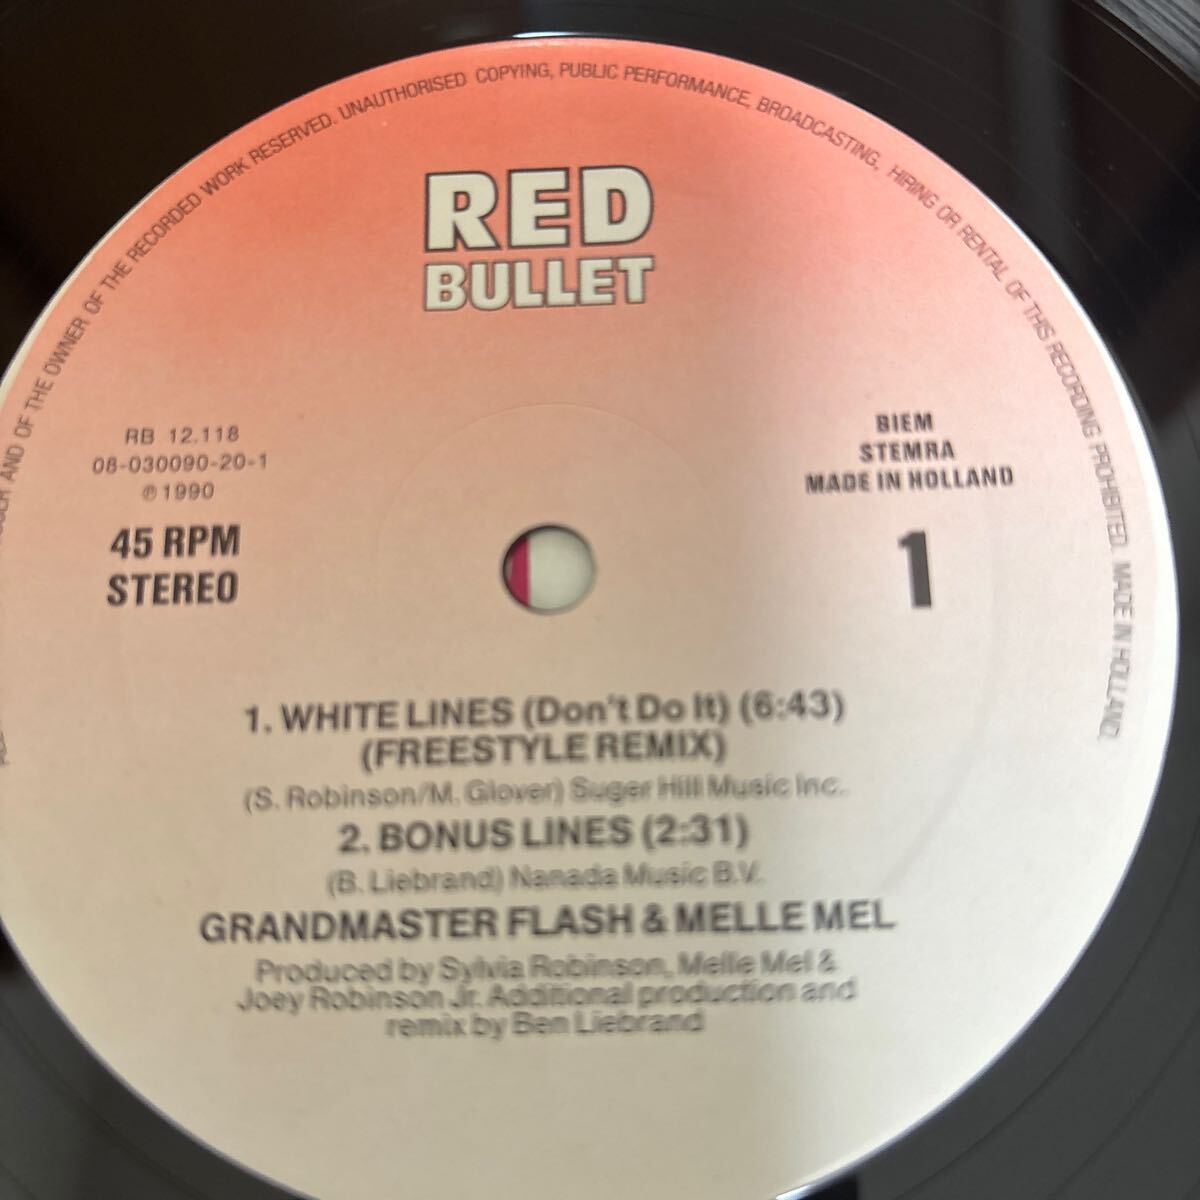 OF THE OWNER OF THE RECORDED WORK RESERVED. UNAUTHORISED COPYING, PUBLIC PERFORMANCE, BROADCASTING, HIRING OR RENTAL OF THIS RECORDING PROHIBITED. MADE IN HOLLAND.
RED
BULLET
RB 12.118
08-030090-20-1
℗ 1990
45 RPM
STEREO
BIEM
STEMRA
MADE IN HOLLAND
1
1. WHITE LINES (Don't Do It) (6:43)
(FREESTYLE REMIX)
(S. Robinson/M. Glover) Suger Hill Music Inc.
2. BONUS LINES (2:31)
(B. Liebrand) Nanada Music B.V.
GRANDMASTER FLASH & MELLE MEL
Produced by Sylvia Robinson, Melle Mel &
Joey Robinson Jr. Additional production and
remix by Ben Liebrand